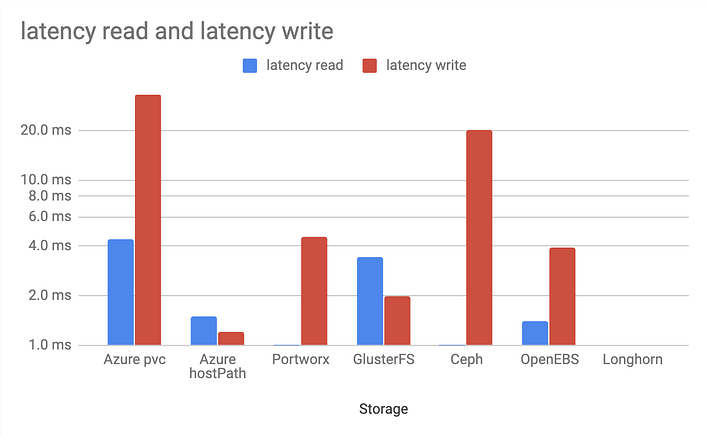 latency read and latency write
latency read
latency write
20.0 ms
10.0 ms
8.0 ms
6.0 ms
4.0 ms
2.0 ms
1.0 ms
Azure pvc
Azure
hostPath
Portworx
GlusterFS
Ceph
OpenEBS
Longhorn
Storage